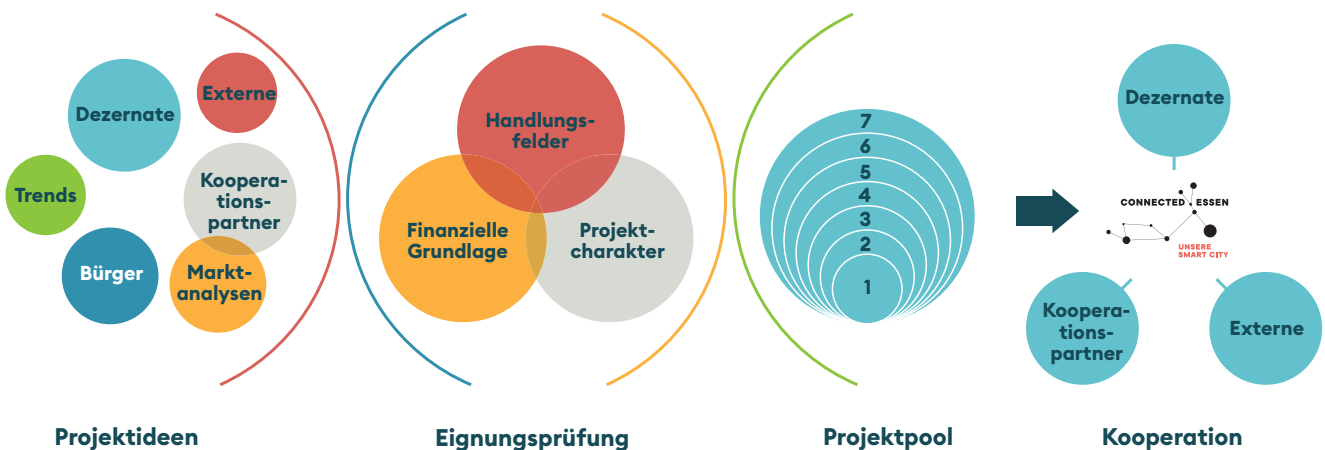 Dezernate
Externe
Trends
Koopera-
tions-
partner
Bürger
Markt-
analysen
Projektideen
Handlungs-
felder
Finanzielle
Grundlage
Projekt-
charakter
Eignungsprüfung
7
6
5
4
3
2
1
Projektpool
Dezernate
CONNECTED ESSEN
UNSERE
SMART CITY
Koopera-
tions-
partner
Externe
Kooperation